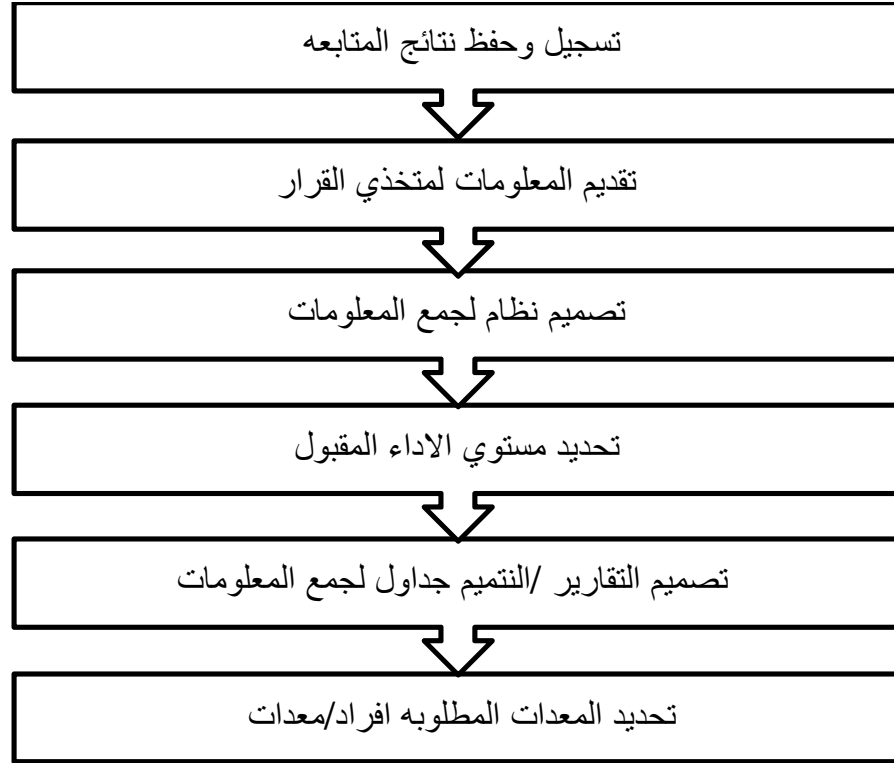 تسجيل وحفظ نتائج المتابعه
تقديم المعلومات لمتخذي القرار
تصميم نظام لجمع المعلومات
تحديد مستوي الاداء المقبول
تصميم التقارير /النتميم جداول لجمع المعلومات
تحديد المعدات المطلوبه افراد/معدات